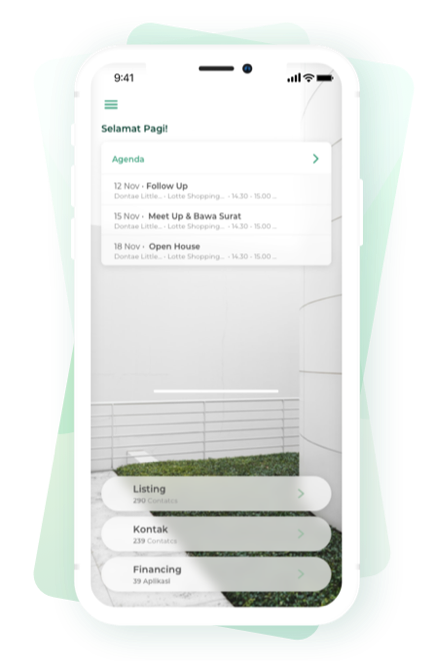 9:41
Selamat Pagi!
Agenda
12 Nov • Follow Up
Dontae Little.. • Lotte Shopping... • 14.30 - 15.00 ...
15 Nov • Meet Up & Bawa Surat
Dontae Little.. • Lotte Shopping... • 14.30 - 15.00 ...
18 Nov • Open House
Dontae Little.. • Lotte Shopping... • 14.30 - 15.00 ...
Listing
290 Contatcs
Kontak
239 Contatcs
Financing
39 Aplikasi